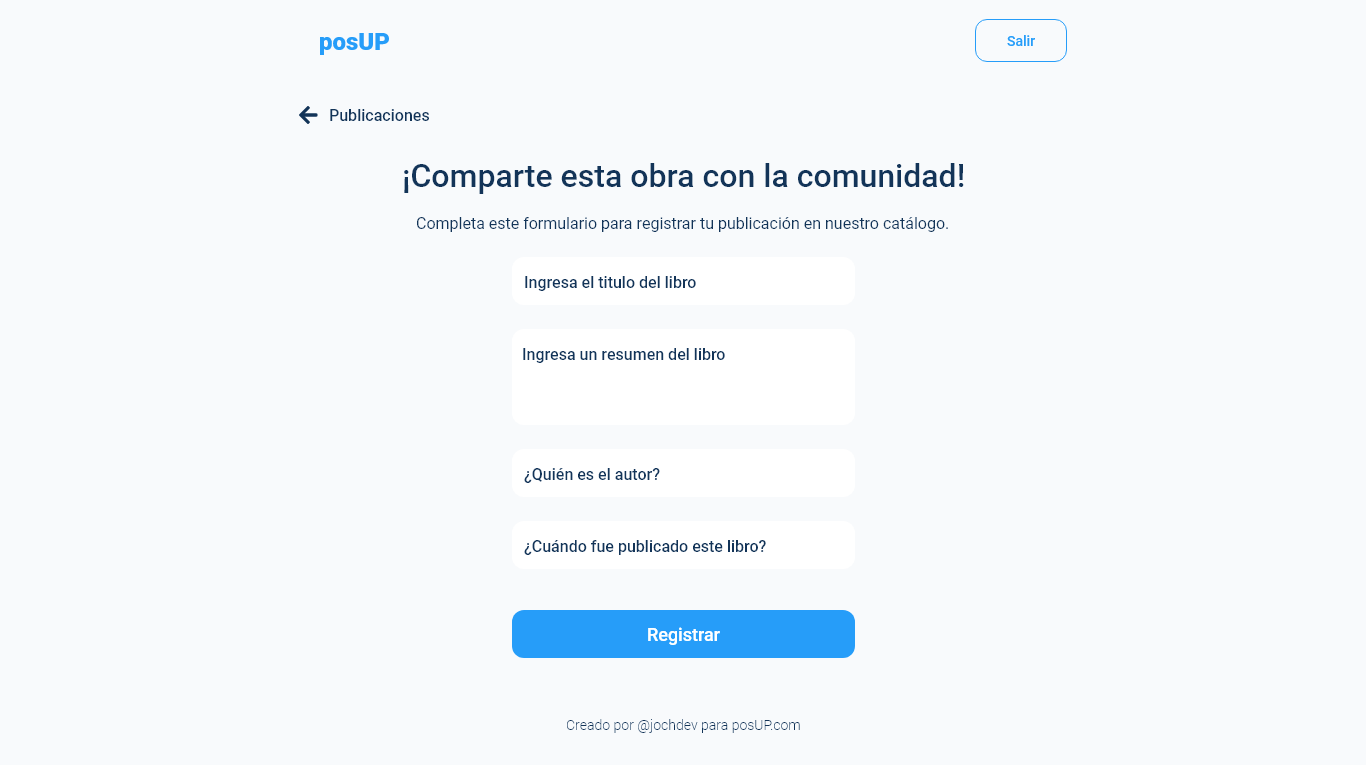 posUP
Salir
Publicaciones
¡Comparte esta obra con la comunidad!
Completa este formulario para registrar tu publicación en nuestro catálogo.
Ingresa el titulo del libro
Ingresa un resumen del libro
¿Quién es el autor?
¿Cuándo fue publicado este libro?
Registrar
Creado por @jochdev para posUP.com